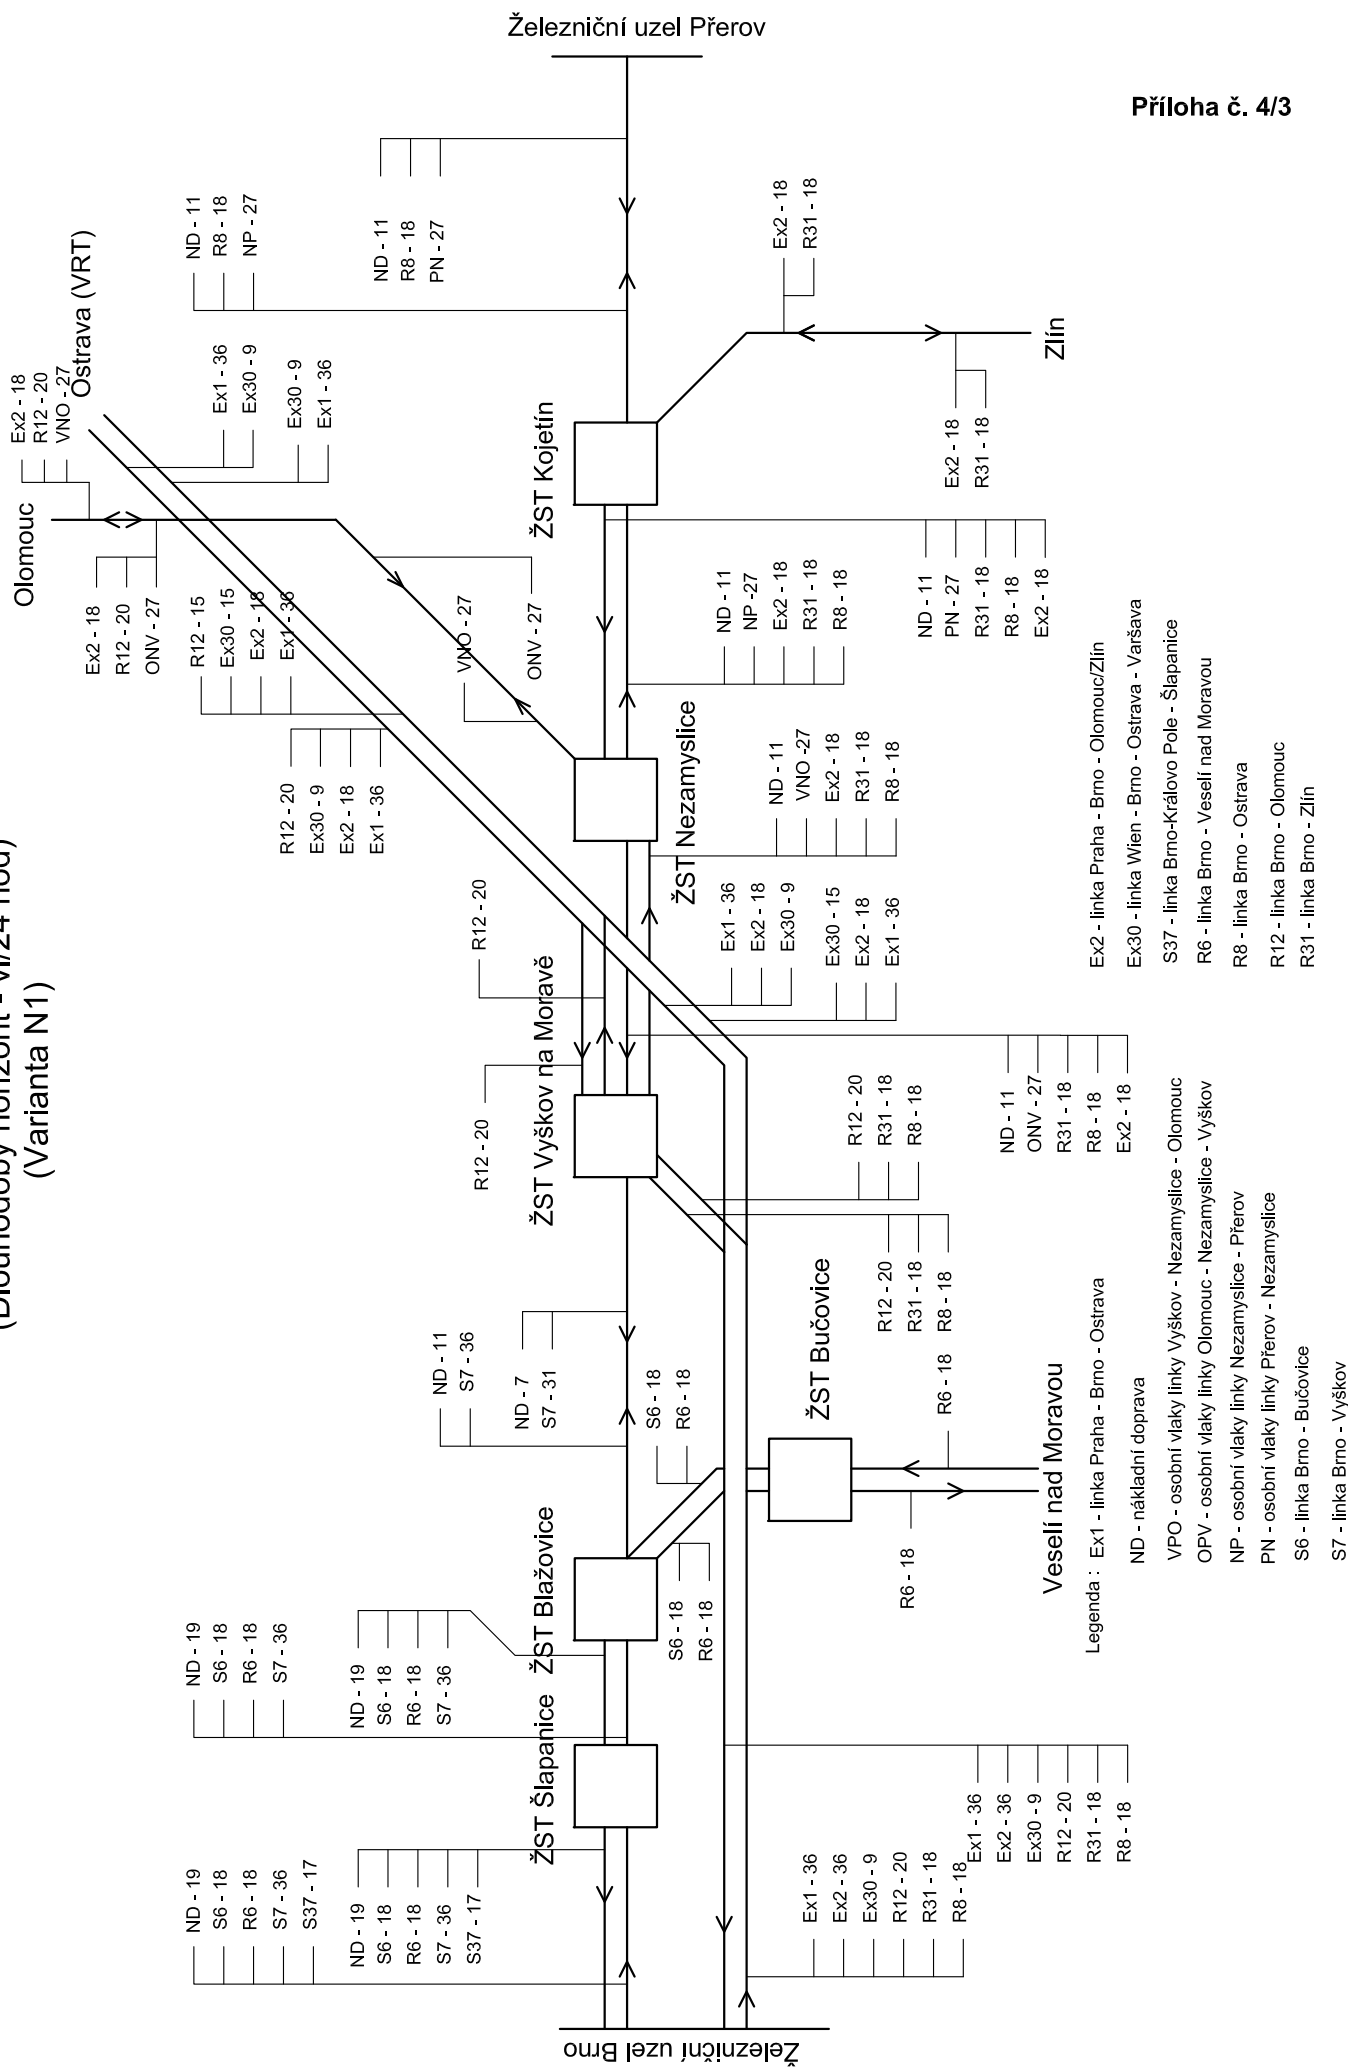 (Varianta N1)
Příloha č. 4/3
Železniční uzel Přerov
Železniční uzel Brno
Olomouc
Ostrava (VRT)
Zlín
Veselí nad Moravou
ŽST Šlapanice
ŽST Blažovice
ŽST Bučovice
ŽST Vyškov na Moravě
ŽST Nezamyslice
ŽST Kojetín
ND - 19
S6 - 18
R6 - 18
S7 - 36
S37 - 17
ND - 19
S6 - 18
R6 - 18
S7 - 36
S37 - 17
ND - 19
S6 - 18
R6 - 18
S7 - 36
ND - 19
S6 - 18
R6 - 18
S7 - 36
Ex1 - 36
Ex2 - 36
Ex30 - 9
R12 - 20
R31 - 18
R8 - 18
Ex1 - 36
Ex2 - 36
Ex30 - 9
R12 - 20
R31 - 18
R8 - 18
S6 - 18
R6 - 18
S6 - 18
R6 - 18
R6 - 18
R6 - 18
ND - 11
S7 - 36
ND - 7
S7 - 31
R12 - 20
R31 - 18
R8 - 18
R12 - 20
R31 - 18
R8 - 18
R12 - 20
R12 - 20
ND - 11
ONV - 27
R31 - 18
R8 - 18
Ex2 - 18
Ex1 - 36
Ex2 - 18
Ex30 - 9
Ex30 - 15
Ex2 - 18
Ex1 - 36
ND - 11
VNO -27
Ex2 - 18
R31 - 18
R8 - 18
R12 - 20
Ex30 - 9
Ex2 - 18
Ex1 - 36
R12 - 15
Ex30 - 15
Ex2 - 18
Ex1 - 36
Ex2 - 18
R12 - 20
ONV - 27
Ex2 - 18
R12 - 20
VNO - 27
VNO - 27
ONV - 27
Ex1 - 36
Ex30 - 9
Ex30 - 9
Ex1 - 36
ND - 11
NP -27
Ex2 - 18
R31 - 18
R8 - 18
ND - 11
PN - 27
R31 - 18
R8 - 18
Ex2 - 18
ND - 11
R8 - 18
NP - 27
ND - 11
R8 - 18
PN - 27
Ex2 - 18
R31 - 18
Ex2 - 18
R31 - 18
Legenda : Ex1 - linka Praha - Brno - Ostrava
ND - nákladní doprava
VPO - osobní vlaky linky Vyškov - Nezamyslice - Olomouc
OPV - osobní vlaky linky Olomouc - Nezamyslice - Vyškov
NP - osobní vlaky linky Nezamyslice - Přerov
PN - osobní vlaky linky Přerov - Nezamyslice
S6 - linka Brno - Bučovice
S7 - linka Brno - Vyškov
Ex2 - linka Praha - Brno - Olomouc/Zlín
Ex30 - linka Wien - Brno - Ostrava - Varšava
S37 - linka Brno-Královo Pole - Šlapanice
R6 - linka Brno - Veselí nad Moravou
R8 - linka Brno - Ostrava
R12 - linka Brno - Olomouc
R31 - linka Brno - Zlín